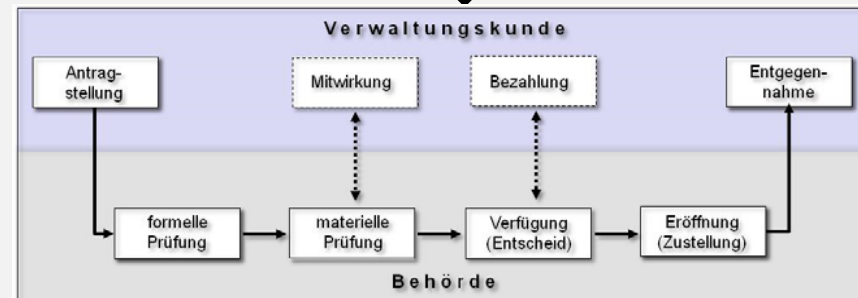 Verwaltungskunde
Antrag-
stellung
Mitwirkung
Bezahlung
Entgegen-
nahme
formelle
Prüfung
materielle
Prüfung
Verfügung
(Entscheid)
Eröffnung
(Zustellung)
Behörde